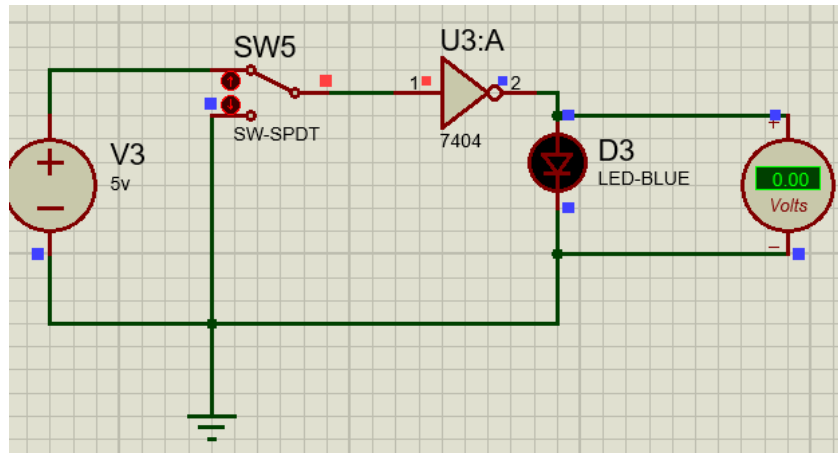 SW5
SW-SPDT
V3
5v
U3:A
1
2
7404
D3
LED-BLUE
+
0.00
Volts
−